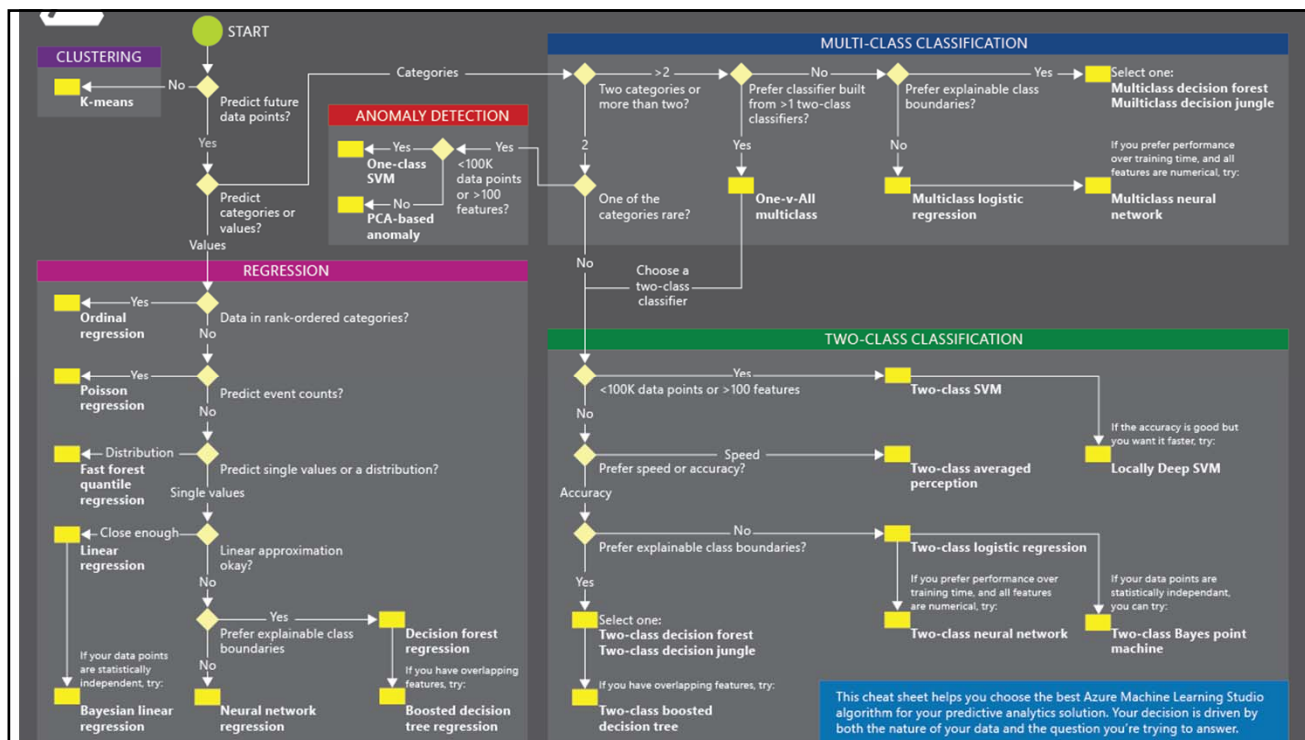 START
CLUSTERING
No
K-means
Predict future
data points?
Yes
Predict
categories or
values?
Categories
Values
ANOMALY DETECTION
Yes
One-class
SVM
Yes
<100K
data points
or >100
features?
No
PCA-based
anomaly
MULTI-CLASS CLASSIFICATION
>2
Two categories or
more than two?
No
Prefer classifier built
from >1 two-class
classifiers?
Yes
Prefer explainable class
boundaries?
Select one:
Multiclass decision forest
Muilticlass decision jungle
2
Yes
No
If you prefer performance
over training time, and all
features are numerical, try:
One of the
categories rare?
One-v-All
multiclass
Multiclass logistic
regression
Multiclass neural
network
No
Choose a
two-class
classifier
REGRESSION
Yes
Ordinal
regression
Data in rank-ordered categories?
No
Yes
Poisson
regression
Predict event counts?
No
Distribution
Fast forest
quantile
regression
Predict single values or a distribution?
Single values
Close enough
Linear
regression
Linear approximation
okay?
No
Yes
Prefer explainable class
boundaries
Decision forest
regression
If your data points
are statistically
independent, try:
No
If you have overlapping
features, try:
Bayesian linear
regression
Neural network
regression
Boosted decision
tree regression
TWO-CLASS CLASSIFICATION
Yes
<100K data points or >100 features
Two-class SVM
No
If the accuracy is good but
you want it faster, try:
Speed
Prefer speed or accuracy?
Two-class averaged
perception
Locally Deep SVM
Accuracy
No
Prefer explainable class boundaries?
Two-class logistic regression
Yes
If you prefer performance over
training time, and all features
are numerical, try:
If your data points are
statistically independant,
you can try:
Select one:
Two-class decision forest
Two-class decision jungle
Two-class neural network
Two-class Bayes point
machine
If you have overlapping features, try:
Two-class boosted
decision tree
This cheat sheet helps you choose the best Azure Machine Learning Studio
algorithm for your predictive analytics solution. Your decision is driven by
both the nature of your data and the question you're trying to answer.